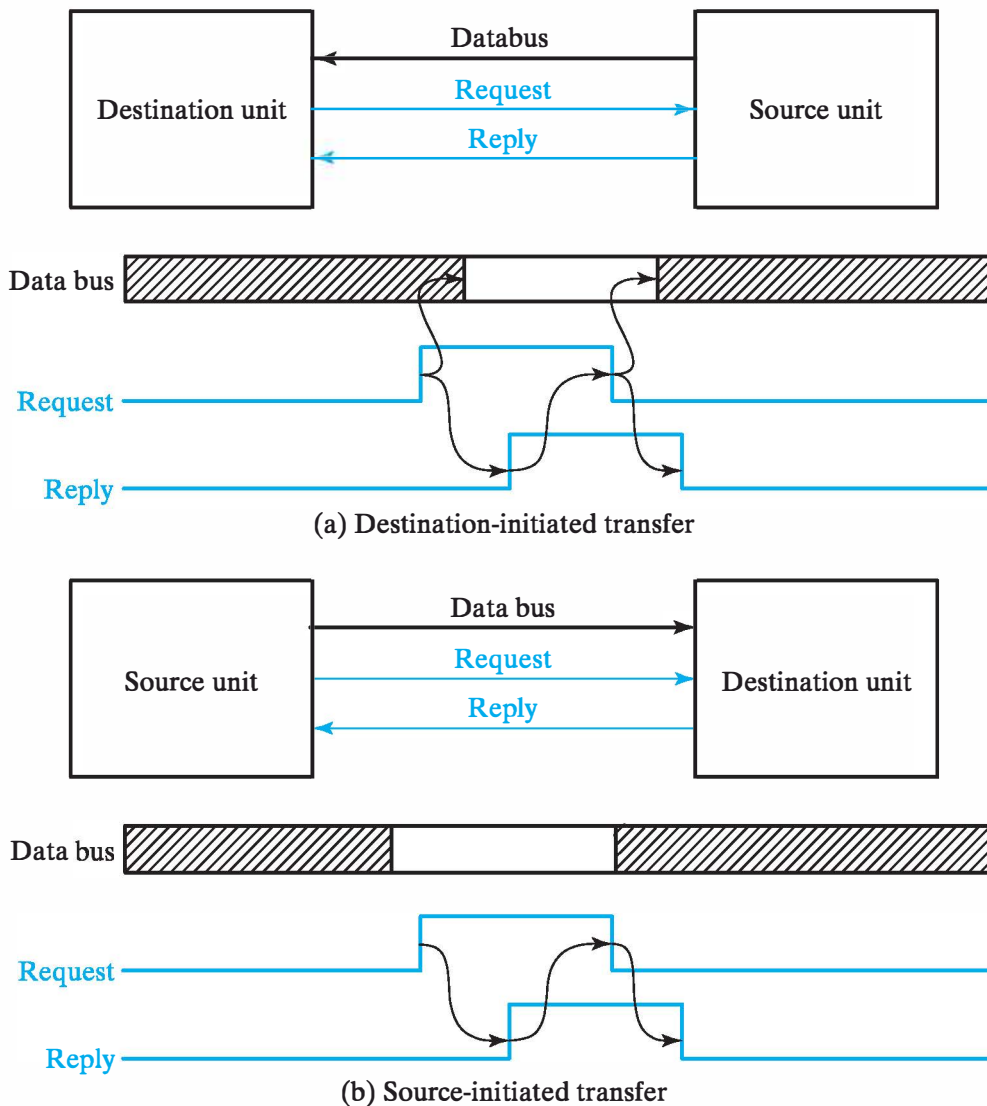 Databus
Destination unit
Request
Source unit
Reply
Data bus
Request
Reply
(a) Destination-initiated transfer
Data bus
Source unit
Request
Destination unit
Reply
Data bus
Request
Reply
(b) Source-initiated transfer